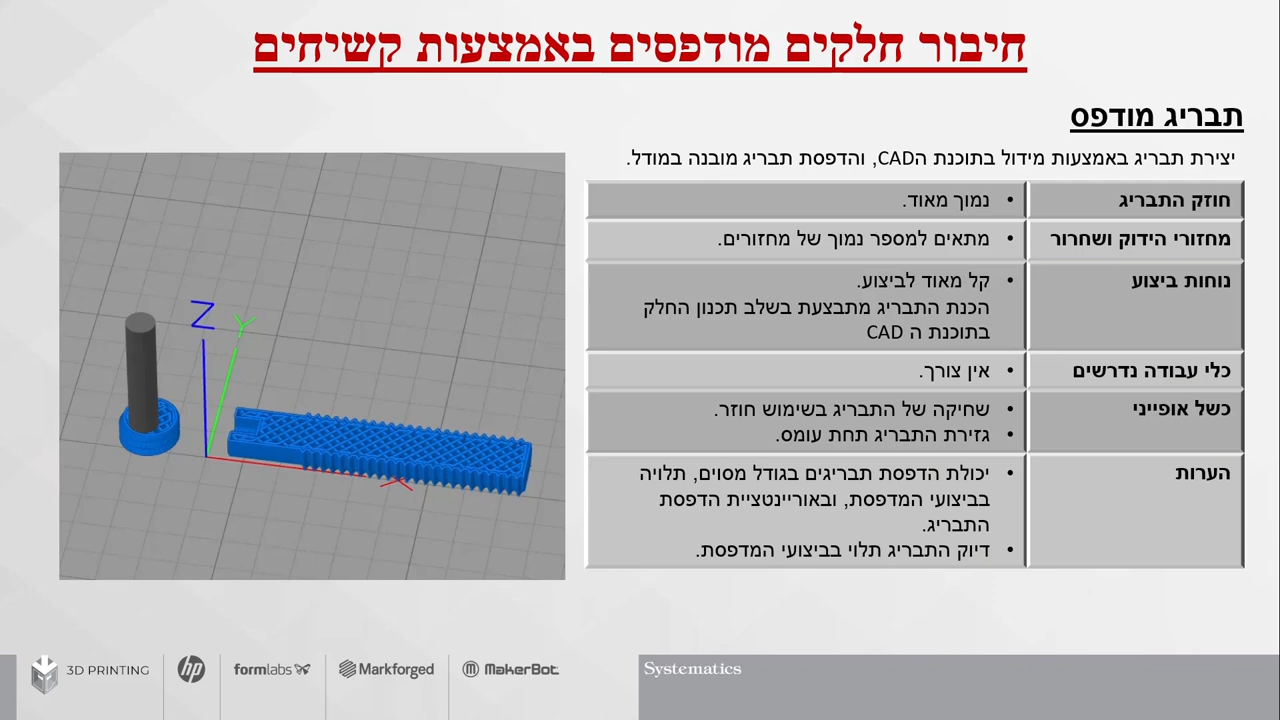 חיבור חלקים מודפסים באמצעות קשיחים
תבריג מודפס
יצירת תבריג באמצעות מידול בתוכנת הCAD, והדפסת תבריג מובנה במודל.
חוזק התבריג
• נמוך מאוד.
מחזורי הידוק ושחרור
• מתאים למספר נמוך של מחזורים.
נוחות ביצוע
• קל מאוד לביצוע.
הכנת התבריג מתבצעת בשלב תכנון החלק
בתוכנת ה CAD
כלי עבודה נדרשים
• אין צורך.
כשל אופייני
• שחיקה של התבריג בשימוש חוזר.
• גזירת התבריג תחת עומס.
הערות
• יכולת הדפסת תבריגים בגודל מסוים, תלויה
בביצועי המדפסת, ובאוריינטציית הדפסת
התבריג.
• דיוק התבריג תלוי בביצועי המדפסת.
Z
Y
X
3D PRINTING
hp
formlabs
Markforged
MakerBot
Systematics